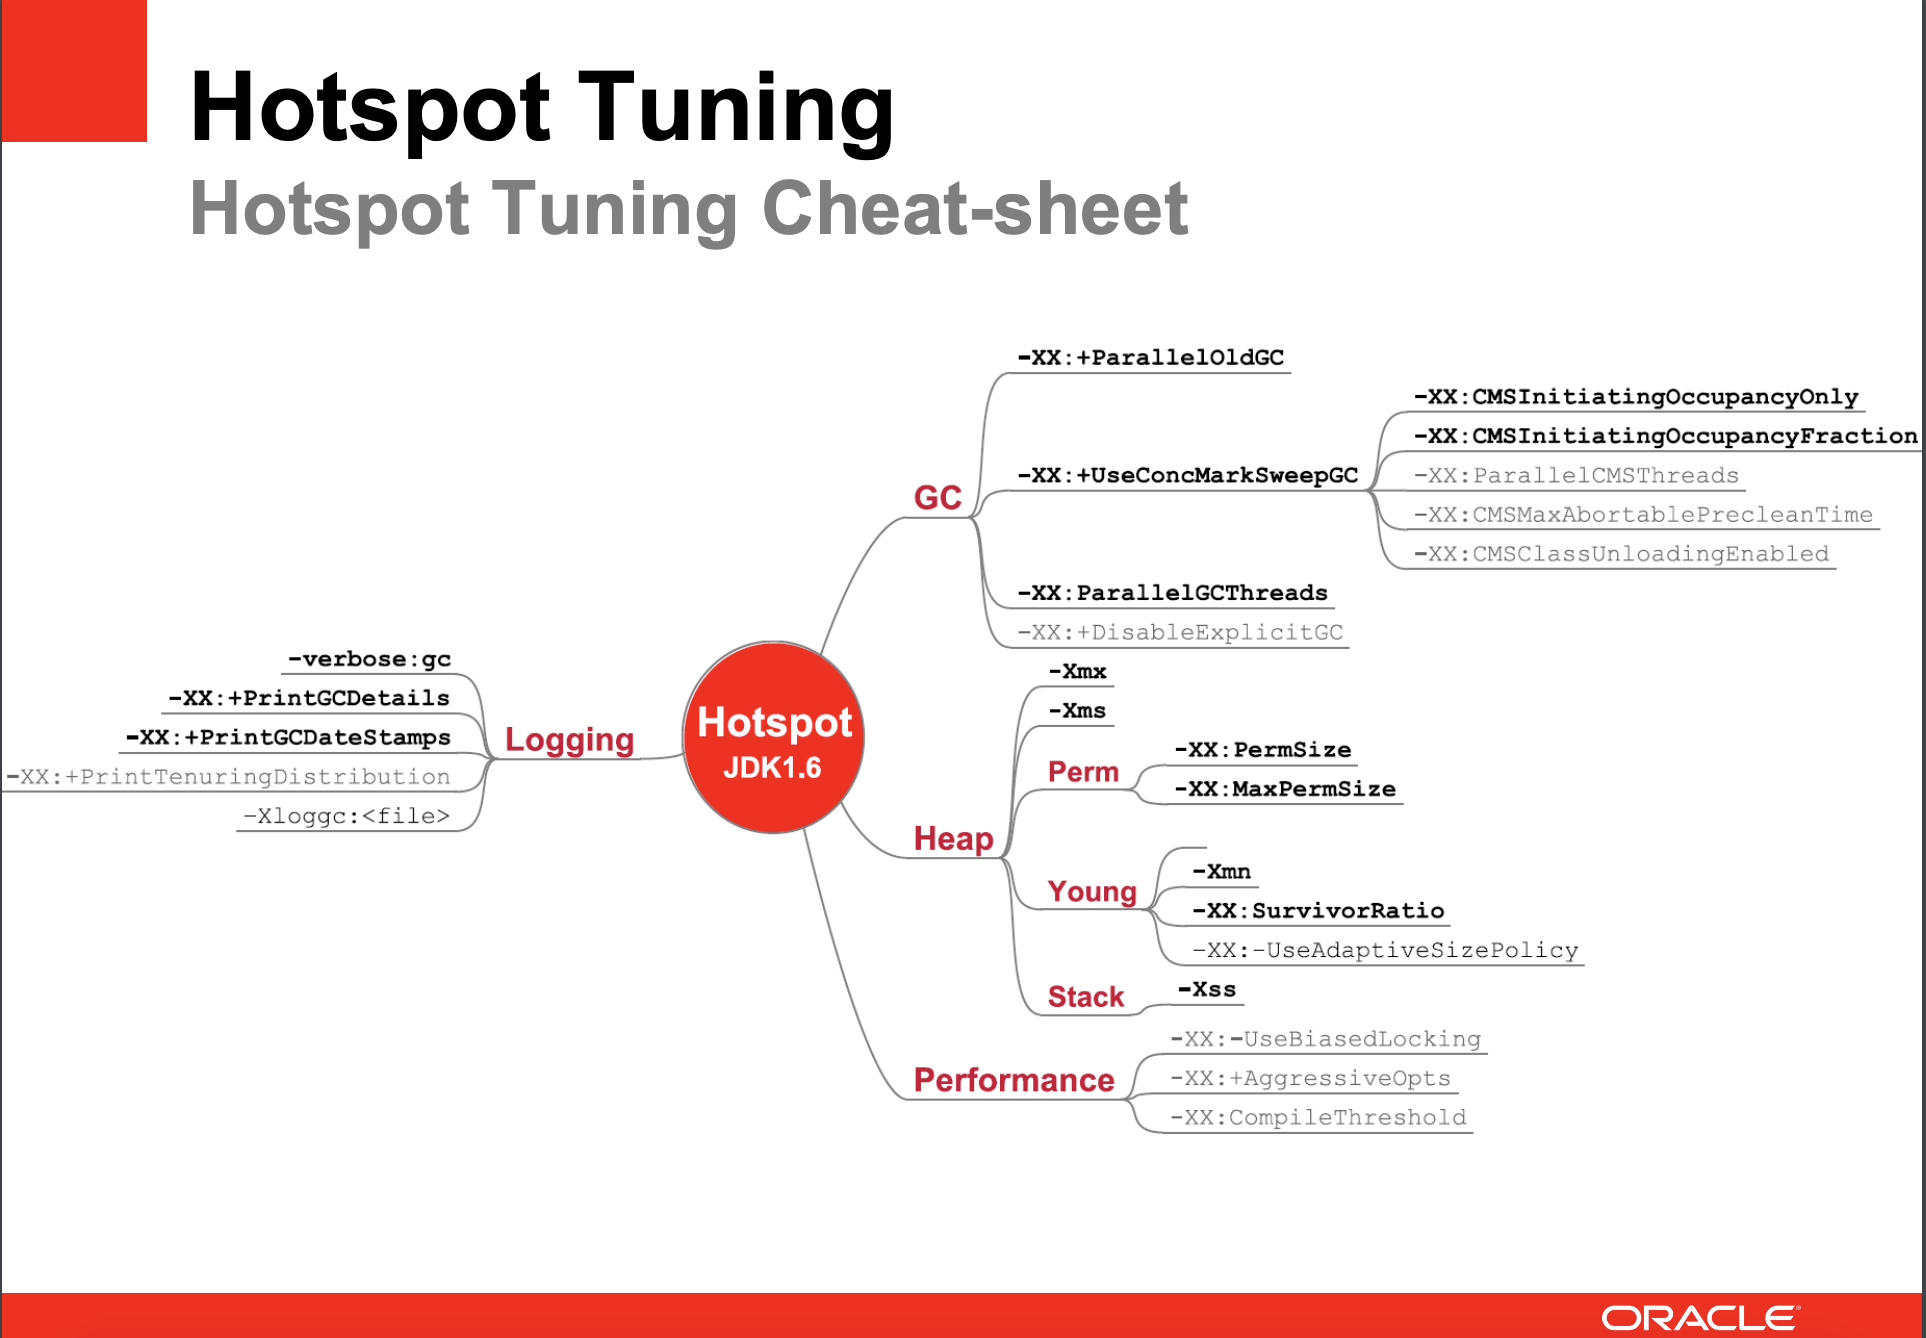 Hotspot Tuning
Hotspot Tuning Cheat-sheet
-XX:+ParallelOldGC
-XX:CMSInitiatingOccupancyOnly
-XX:CMSInitiatingOccupancyFraction
-XX:+UseConcMarkSweepGC
-XX:ParallelCMSThreads
GC
-XX:CMSMaxAbortablePrecleanTime
-XX:CMSClassUnloadingEnabled
-XX:ParallelGCThreads
-XX:+DisableExplicitGC
-verbose:gc
-XX:+PrintGCDetails
-XX:+PrintGCDateStamps
-XX:+PrintTenuringDistribution
-Xloggc:<file>
Logging
Hotspot
JDK1.6
-Xmx
-Xms
Perm
-XX:PermSize
-XX:MaxPermSize
Heap
Young
-Xmn
-XX:SurvivorRatio
-XX:-UseAdaptiveSizePolicy
Stack
-Xss
Performance
-XX:-UseBiasedLocking
-XX:+AggressiveOpts
-XX:CompileThreshold
ORACLE®